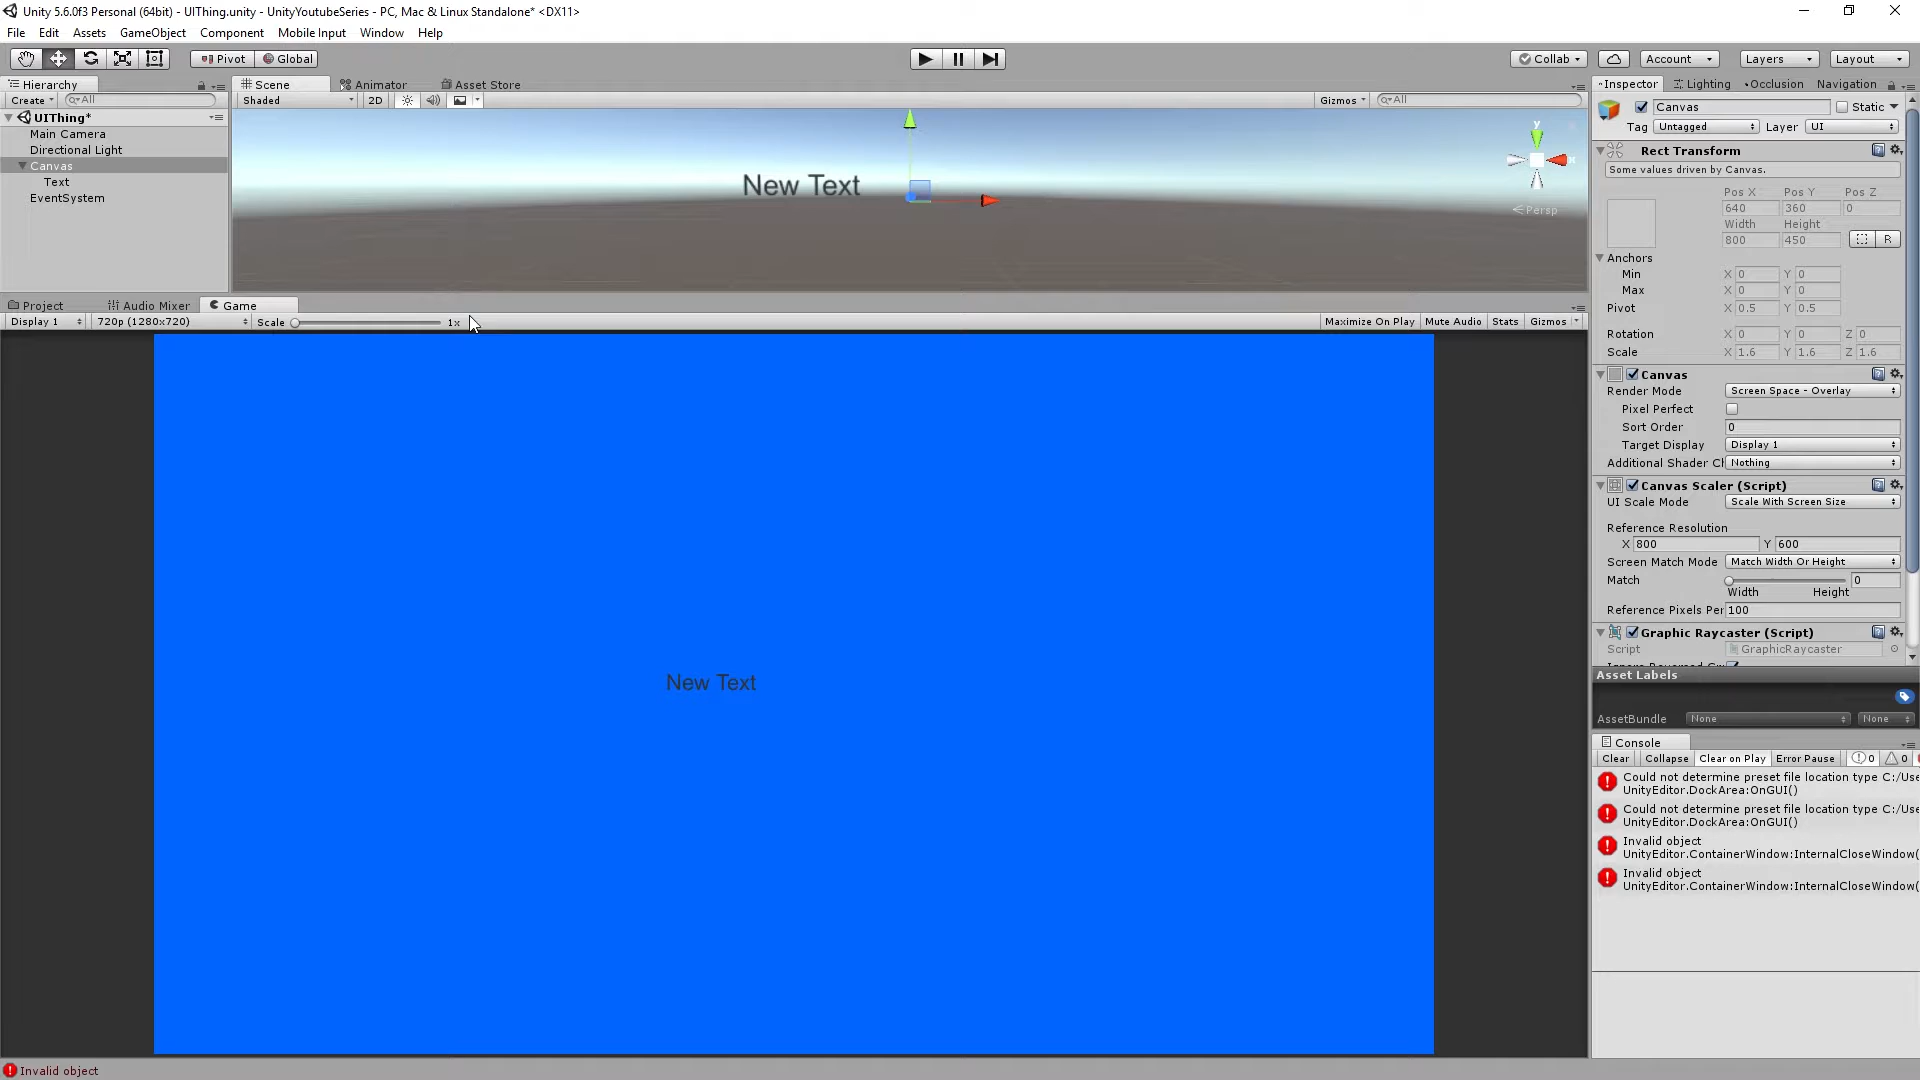 Unity 5.6.0f3 Personal (64bit) - UIThing.unity - UnityYoutubeSeries - PC, Mac & Linux Standalone* <DX11>
File Edit Assets GameObject Component Mobile Input Window Help
Pivot Global Collab Account Layers Layout
Hierarchy
Create All
UIThing*
Main Camera
Directional Light
Canvas
Text
EventSystem
Scene Animator Asset Store
Shaded 2D Gizmos All
New Text
y
x
Persp
Project Audio Mixer Game
Display 1 720p (1280x720) Scale 1x Maximize On Play Mute Audio Stats Gizmos
New Text
Inspector Lighting Occlusion Navigation
Canvas Static
Tag Untagged Layer UI
Rect Transform
Some values driven by Canvas.
Pos X Pos Y Pos Z
640 360 0
Width Height
800 450 R
Anchors
Min X 0 Y 0
Max X 0 Y 0
Pivot X 0.5 Y 0.5
Rotation X 0 Y 0 Z 0
Scale X 1.6 Y 1.6 Z 1.6
Canvas
Render Mode Screen Space - Overlay
Pixel Perfect
Sort Order 0
Target Display Display 1
Additional Shader Cl Nothing
Canvas Scaler (Script)
UI Scale Mode Scale With Screen Size
Reference Resolution
X 800 Y 600
Screen Match Mode Match Width Or Height
Match 0
Width Height
Reference Pixels Per 100
Graphic Raycaster (Script)
Script GraphicRaycaster
Asset Labels
AssetBundle None None
Console
Clear Collapse Clear on Play Error Pause 0 0
Could not determine preset file location type C:/Use
UnityEditor.DockArea:OnGUI()
Could not determine preset file location type C:/Use
UnityEditor.DockArea:OnGUI()
Invalid object
UnityEditor.ContainerWindow:InternalCloseWindow(
Invalid object
UnityEditor.ContainerWindow:InternalCloseWindow(
Invalid object